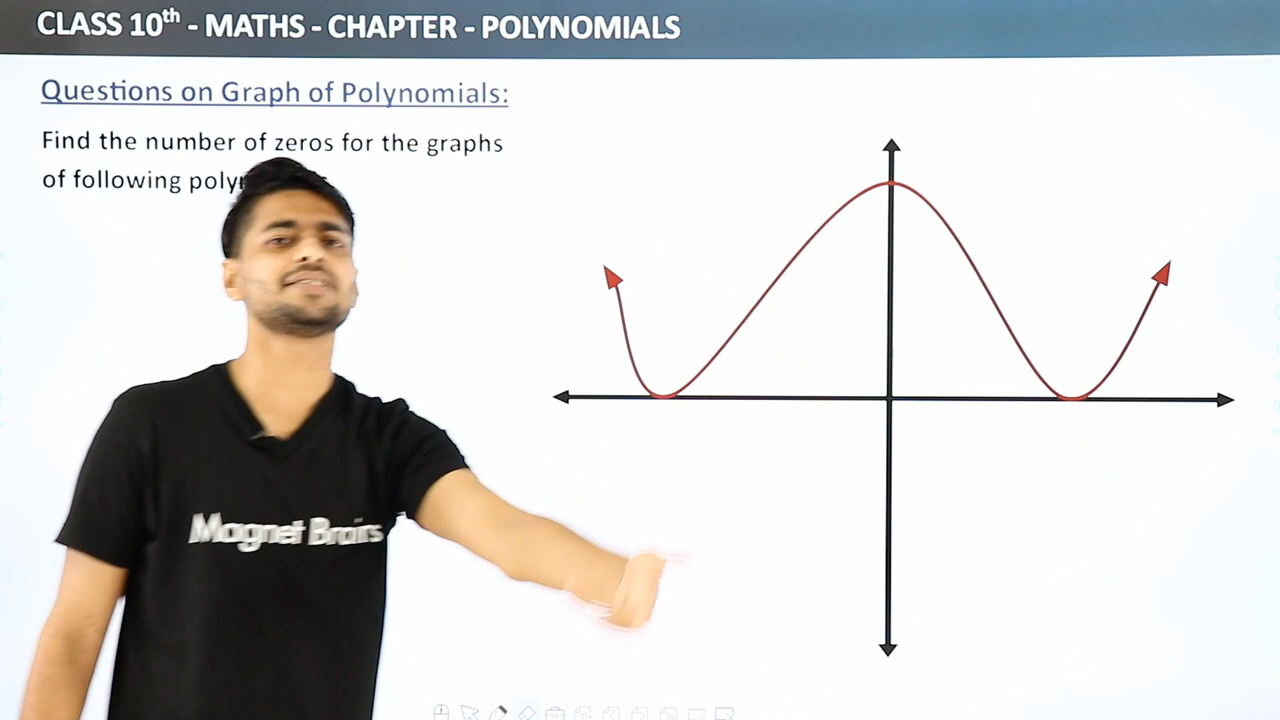 CLASS 10th - MATHS - CHAPTER - POLYNOMIALS
Questions on Graph of Polynomials:
Find the number of zeros for the graphs
of following
Magnet Brains